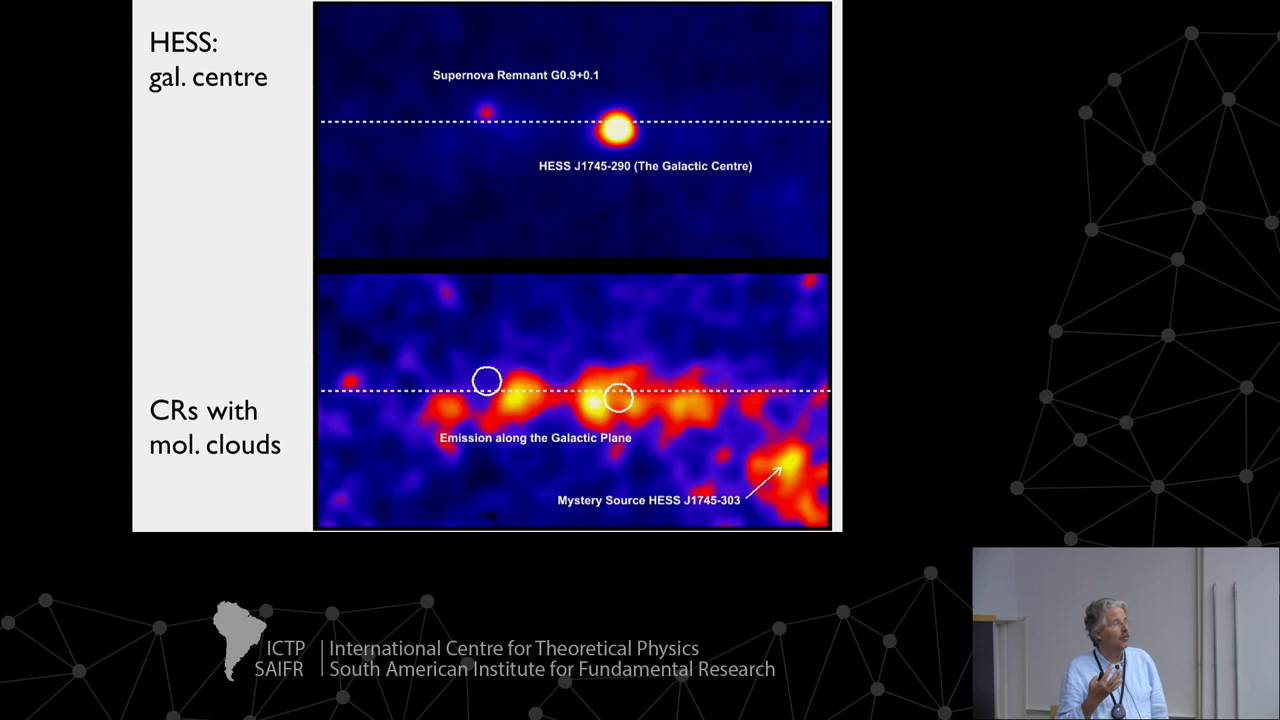 HESS:
gal. centre
Supernova Remnant G0.9+0.1
HESS J1745-290 (The Galactic Centre)
CRs with
mol. clouds
Emission along the Galactic Plane
Mystery Source HESS J1745-303
ICTP
SAIFR
International Centre for Theoretical Physics
South American Institute for Fundamental Research